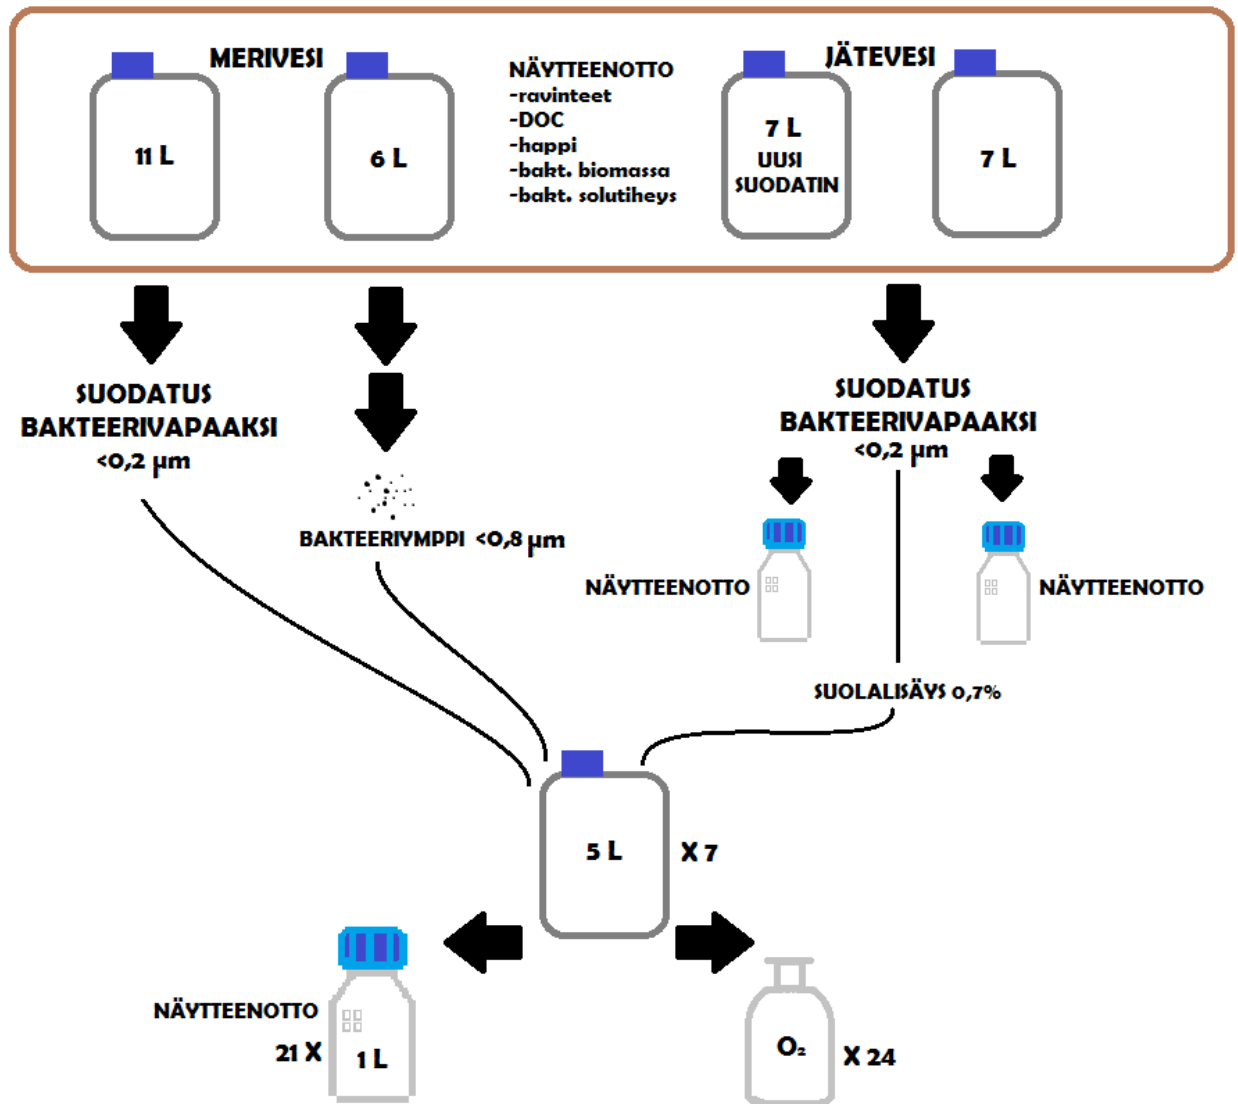 MERIVESI
11 L
6 L
NÄYTTEENOTTO
-ravinteet
-DOC
-happi
-bakt. biomassa
-bakt. solutiheys
JÄTEVESI
7 L
UUSI
SUODATIN
7 L
SUODATUS
BAKTEERIVAPAAKSI
<0,2 µm
BAKTEERIYMPPI <0,8 µm
SUODATUS
BAKTEERIVAPAAKSI
<0,2 µm
NÄYTTEENOTTO
NÄYTTEENOTTO
SUOLALISÄYS 0,7%
5 L
X 7
NÄYTTEENOTTO
21 X
1 L
O₂
X 24